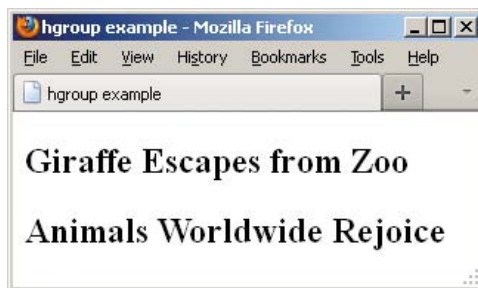 hgroup example - Mozilla Firefox
File Edit View History Bookmarks Tools Help
hgroup example
Giraffe Escapes from Zoo
Animals Worldwide Rejoice